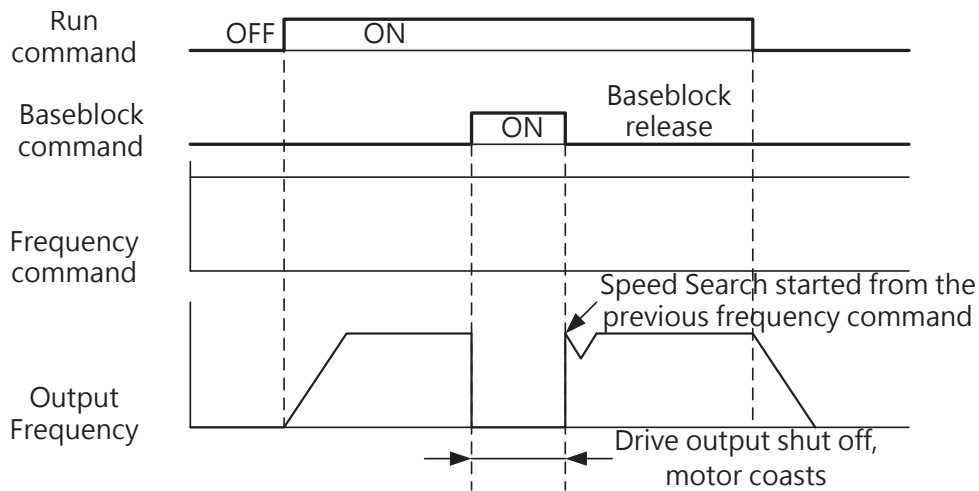 Run
command
OFF
ON
Baseblock
command
ON
Baseblock
release
Frequency
command
Speed Search started from the
previous frequency command
Output
Frequency
Drive output shut off,
motor coasts